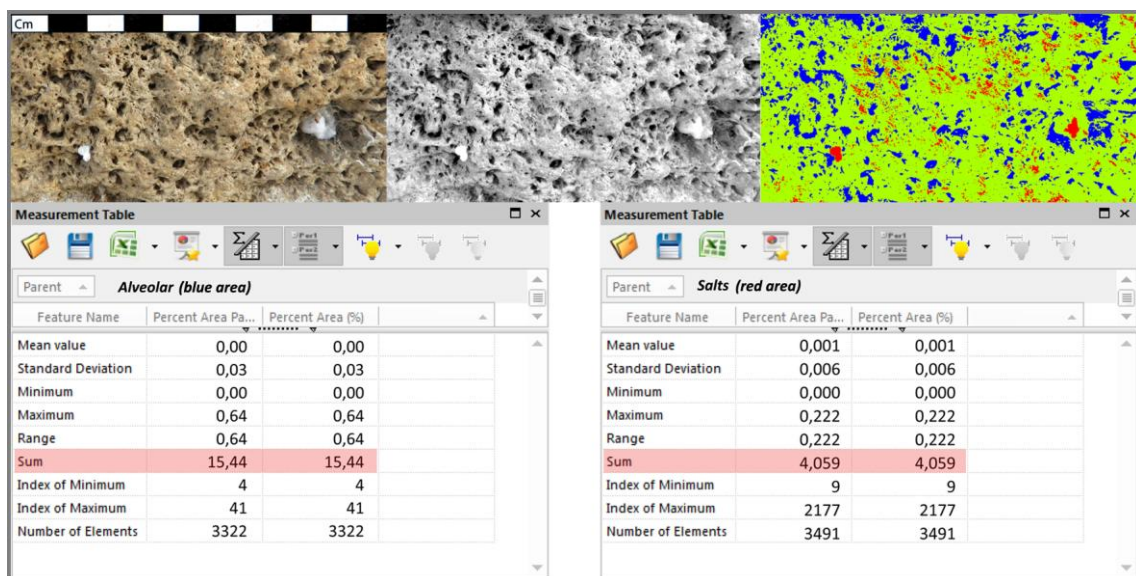 Cm
Measurement Table
Parent Alveolar (blue area)
Feature Name Percent Area Pa... Percent Area (%)
Mean value 0,00 0,00
Standard Deviation 0,03 0,03
Minimum 0,00 0,00
Maximum 0,64 0,64
Range 0,64 0,64
Sum 15,44 15,44
Index of Minimum 4 4
Index of Maximum 41 41
Number of Elements 3322 3322
Measurement Table
Parent Salts (red area)
Feature Name Percent Area Pa... Percent Area (%)
Mean value 0,001 0,001
Standard Deviation 0,006 0,006
Minimum 0,000 0,000
Maximum 0,222 0,222
Range 0,222 0,222
Sum 4,059 4,059
Index of Minimum 9 9
Index of Maximum 2177 2177
Number of Elements 3491 3491